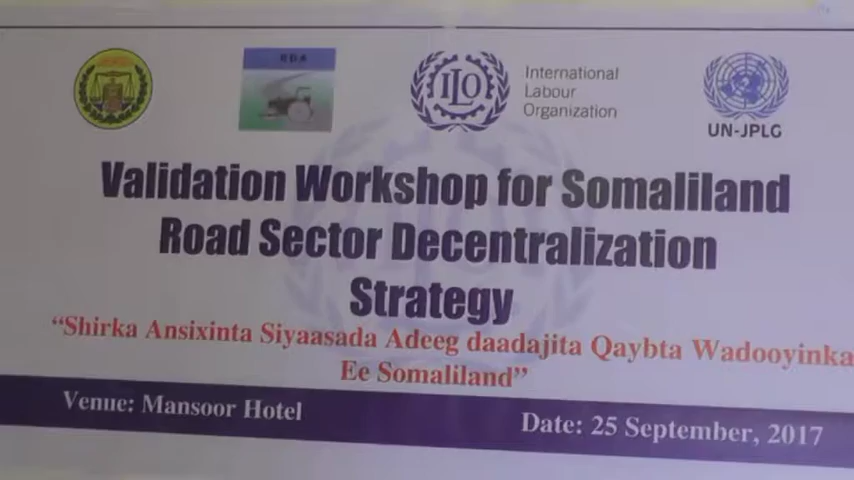 RDA
ILO
International
Labour
Organization
UN-JPLG
Validation Workshop for Somaliland
Road Sector Decentralization
Strategy
“Shirka Ansixinta Siyaasada Adeeg daadajita Qaybta Wadooyinka
Ee Somaliland”
Venue: Mansoor Hotel
Date: 25 September, 2017